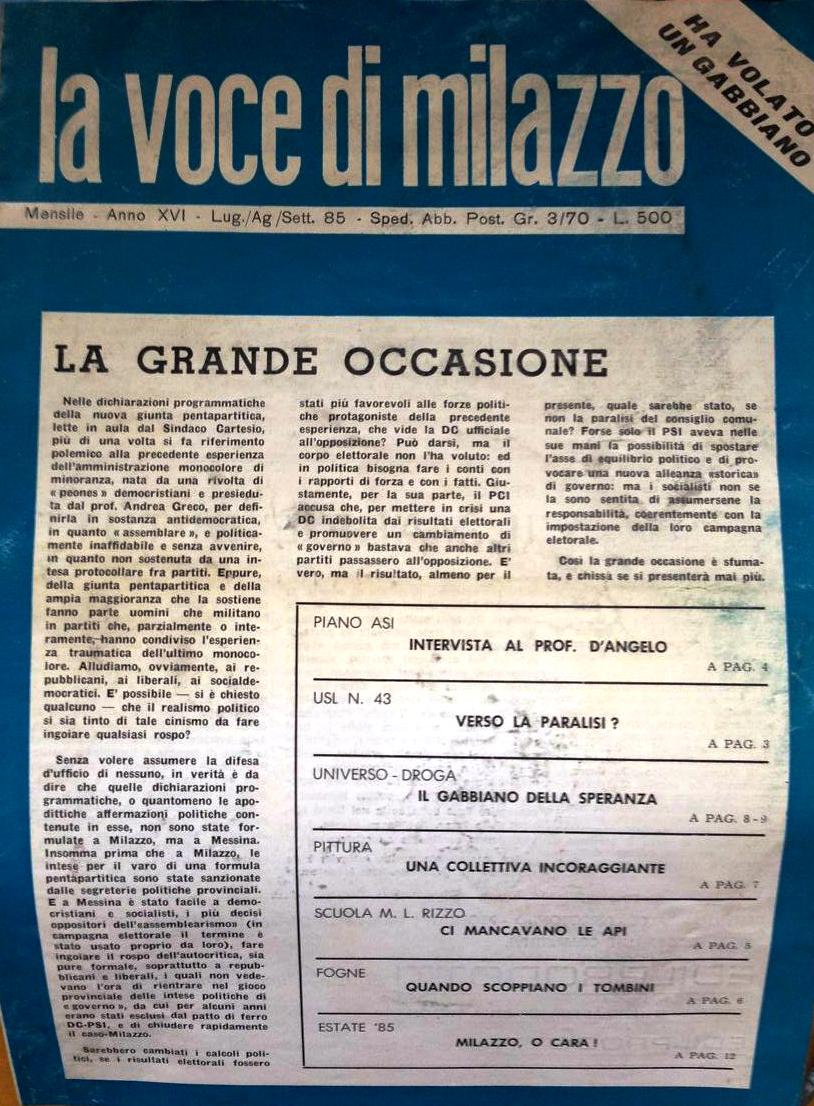 HA VOLATO
UN GABBIANO
la voce di milazzo
Mensile - Anno XVI - Lug./Ag/Sett. 85 - Sped. Abb. Post. Gr. 3/70 - L. 500
LA GRANDE OCCASIONE
Nelle dichiarazioni programmatiche
della nuova giunta pentapartitica,
lette in aula dal Sindaco Cartesio,
più di una volta si fa riferimento
polemico alla precedente esperienza
dell'amministrazione monocolore di
minoranza, nata da una rivolta di
«peones» democristiani e presiedu-
ta dal prof. Andrea Greco, per defi-
nirla in sostanza antidemocratica,
in quanto «assemblare», e politica-
mente inaffidabile e senza avvenire,
in quanto non sostenuta da una in-
tesa protocollare fra partiti. Eppure,
della giunta pentapartitica e della
ampia maggioranza che la sostiene
fanno parte uomini che militano
in partiti che, parzialmente o inte-
ramente, hanno condiviso l'esperien-
za traumatica dell'ultimo monoco-
lore. Alludiamo, ovviamente, ai re-
pubblicani, ai liberali, ai socialde-
mocratici. E' possibile — si è chiesto
qualcuno — che il realismo politico
si sia tinto di tale cinismo da fare
ingoiare qualsiasi rospo?
Senza volere assumere la difesa
d'ufficio di nessuno, in verità è da
dire che quelle dichiarazioni pro-
grammatiche, o quantomeno le apo-
dittiche affermazioni politiche con-
tenute in esse, non sono state for-
mulate a Milazzo, ma a Messina.
Insomma prima che a Milazzo, le
intese per il varo di una formula
pentapartitica sono state sanzionate
dalle segreterie politiche provinciali.
E a Messina è stato facile a demo-
cristiani e socialisti, i più decisi
oppositori dell'«assemblearismo» (in
campagna elettorale il termine è
stato usato proprio da loro), fare
ingoiare il rospo dell'autocritica, sia
pure formale, soprattutto a repub-
blicani e liberali, i quali non vede-
vano l'ora di rientrare nel gioco
provinciale delle intese politiche di
«governo», da cui per alcuni anni
erano stati esclusi dal patto di ferro
DC-PSI, e di chiudere rapidamente
il caso-Milazzo.
Sarebbero cambiati i calcoli poli-
tici, se i risultati elettorali fossero
stati più favorevoli alle forze politi-
che protagoniste della precedente
esperienza, che vide la DC ufficiale
all'opposizione? Può darsi, ma il
corpo elettorale non l'ha voluto: ed
in politica bisogna fare i conti con
i rapporti di forza e con i fatti. Giu-
stamente, per la sua parte, il PCI
accusa che, per mettere in crisi una
DC indebolita dai risultati elettorali
e promuovere un cambiamento di
«governo» bastava che anche altri
partiti passassero all'opposizione. E'
vero, ma il risultato, almeno per il
presente, quale sarebbe stato, se
non la paralisi del consiglio comu-
nale? Forse solo il PSI aveva nelle
sue mani la possibilità di spostare
l'asse di equilibrio politico e di pro-
vocare una nuova alleanza «storica»
di governo: ma i socialisti non se
la sono sentita di assumersene la
responsabilità, coerentemente con la
impostazione della loro campagna
eletorale.
Così la grande occasione è sfuma-
ta, e chissà se si presenterà mai più.
PIANO ASI
INTERVISTA AL PROF. D'ANGELO
A PAG. 4
USL N. 43
VERSO LA PARALISI ?
A PAG. 3
UNIVERSO - DROGA
IL GABBIANO DELLA SPERANZA
A PAG. 8-9
PITTURA
UNA COLLETTIVA INCORAGGIANTE
A PAG. 7
SCUOLA M. L. RIZZO
CI MANCAVANO LE API
A PAG. 5
FOGNE
QUANDO SCOPPIANO I TOMBINI
A PAG. 6
ESTATE '85
MILAZZO, O CARA !
A PAG. 12